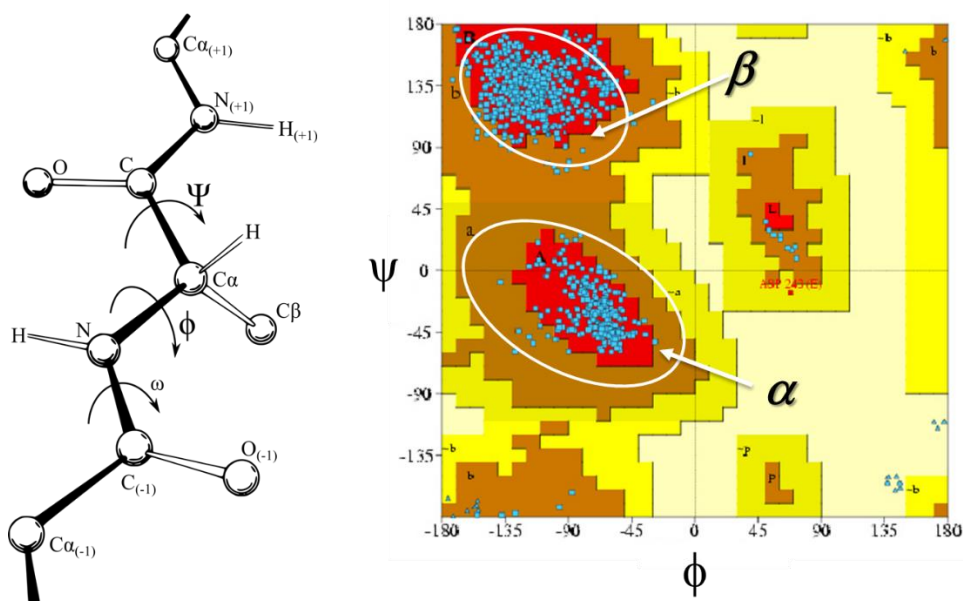 Cα(+1)
N(+1)
H(+1)
O
C
Ψ
H
Cα
N
ϕ
Cβ
H
ω
O(-1)
C(-1)
Cα(-1)
180
135
90
45
0
-45
-90
-135
ψ
B
b
~b
~b
b
β
~l
l
L
a
A
~a
ASP 243(E)
α
~b
b
~p
p
~b
-180
-135
-90
-45
0
45
90
135
180
ϕ